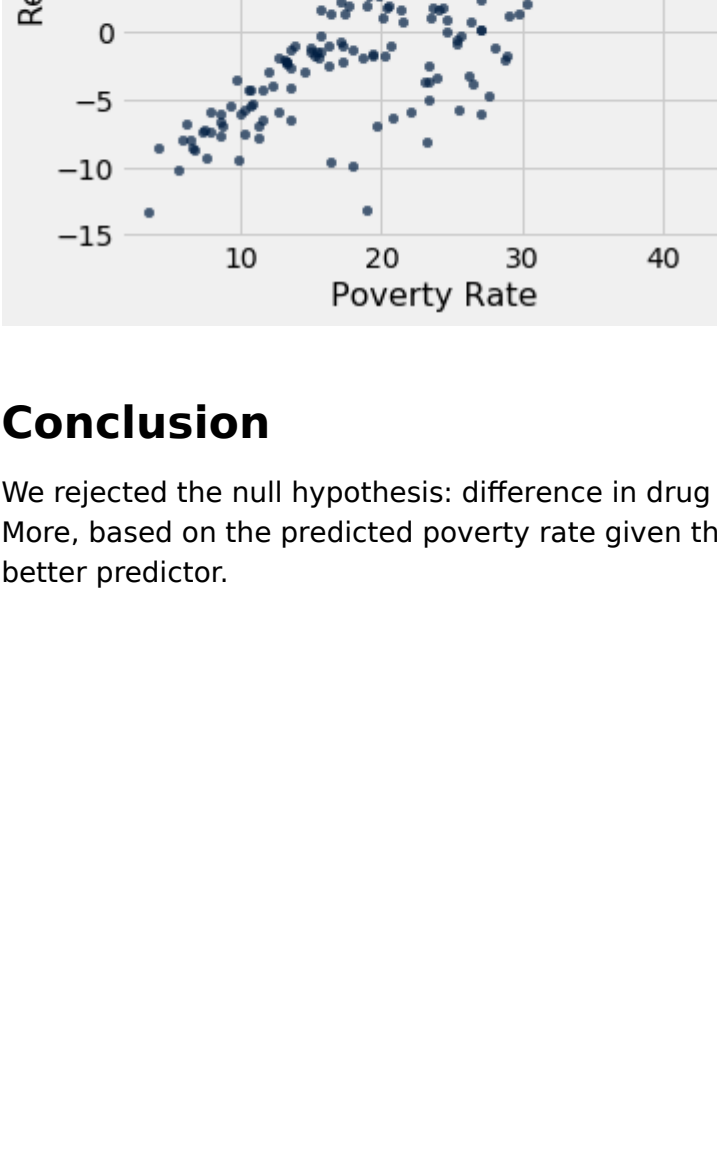 Re
0
−5
−10
−15
10 20 30 40
Poverty Rate
Conclusion
We rejected the null hypothesis: difference in drug
More, based on the predicted poverty rate given th
better predictor.